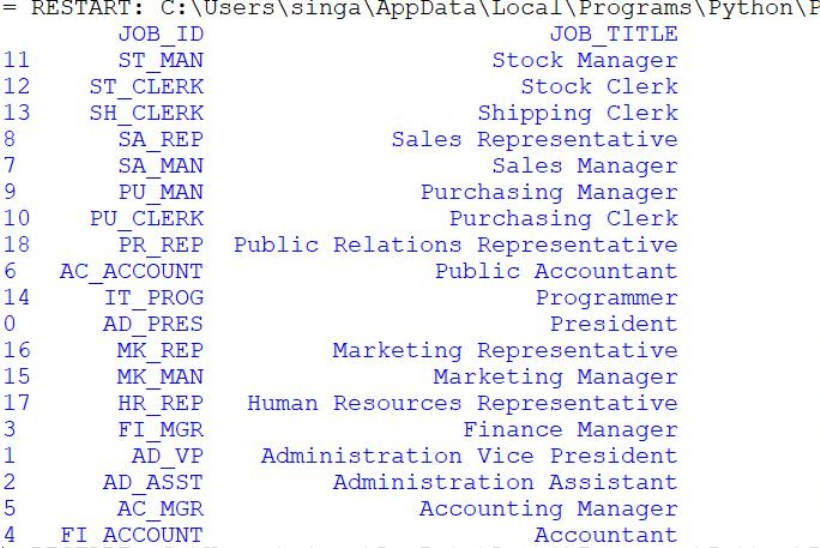 = RESTART: C:\Users\singa\AppData\Local\Programs\Python\P
JOB_ID JOB_TITLE
11 ST_MAN Stock Manager
12 ST_CLERK Stock Clerk
13 SH_CLERK Shipping Clerk
8 SA_REP Sales Representative
7 SA_MAN Sales Manager
9 PU_MAN Purchasing Manager
10 PU_CLERK Purchasing Clerk
18 PR_REP Public Relations Representative
6 AC_ACCOUNT Public Accountant
14 IT_PROG Programmer
0 AD_PRES President
16 MK_REP Marketing Representative
15 MK_MAN Marketing Manager
17 HR_REP Human Resources Representative
3 FI_MGR Finance Manager
1 AD_VP Administration Vice President
2 AD_ASST Administration Assistant
5 AC_MGR Accounting Manager
4 FI_ACCOUNT Accountant